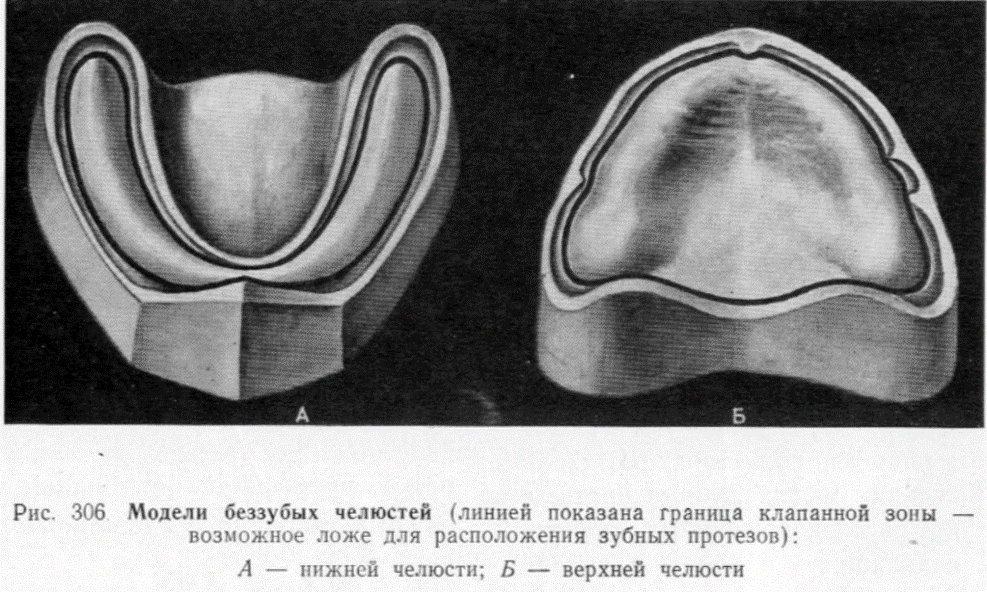 А
Б
Рис. 306. Модели беззубых челюстей (линией показана граница клапанной зоны —
возможное ложе для расположения зубных протезов):
А — нижней челюсти; Б — верхней челюсти